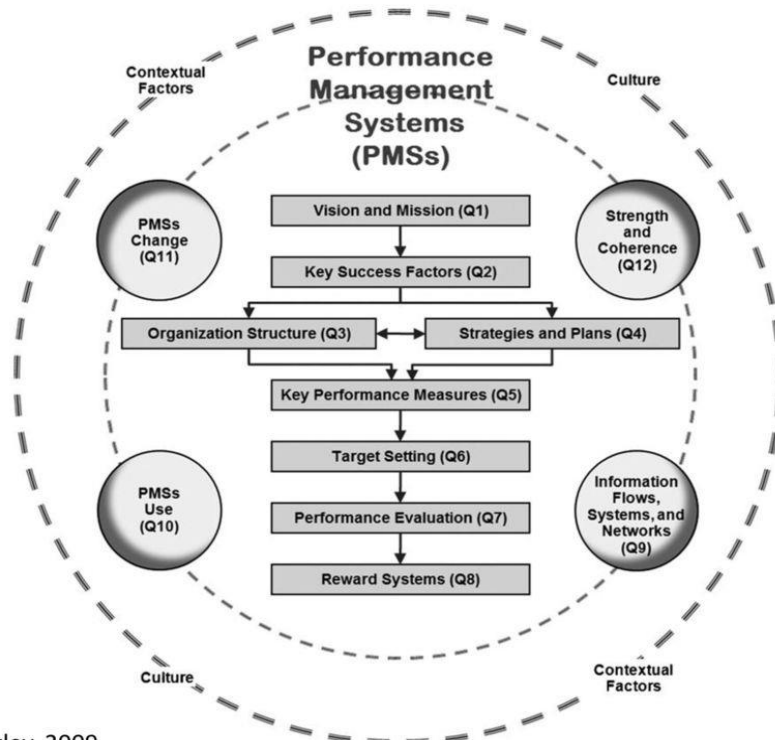 Performance
Management
Systems
(PMSs)
Contextual
Factors
Culture
PMSs
Change
(Q11)
Vision and Mission (Q1)
Strength
and
Coherence
(Q12)
Key Success Factors (Q2)
Organization Structure (Q3)
Strategies and Plans (Q4)
Key Performance Measures (Q5)
Target Setting (Q6)
PMSs
Use
(Q10)
Performance Evaluation (Q7)
Information
Flows,
Systems, and
Networks
(Q9)
Reward Systems (Q8)
Culture
Contextual
Factors
2009